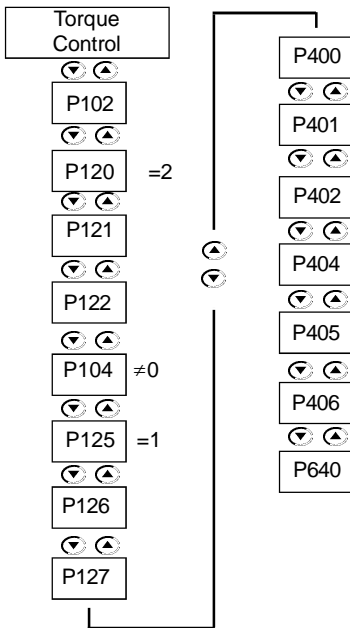 Torque
Control
P102
P120 =2
P121
P122
P104 ≠0
P125 =1
P126
P127
P400
P401
P402
P404
P405
P406
P640